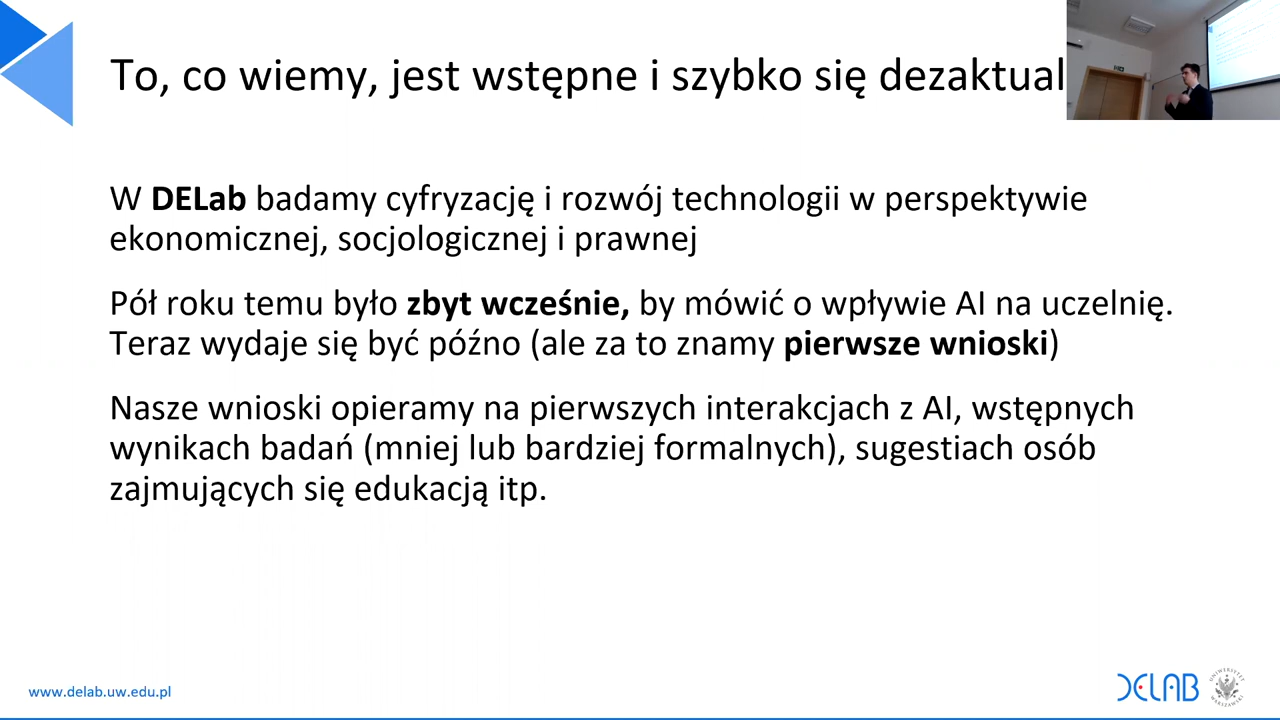 To, co wiemy, jest wstępne i szybko się dezaktual
W DELab badamy cyfryzację i rozwój technologii w perspektywie
ekonomicznej, socjologicznej i prawnej
Pół roku temu było zbyt wcześnie, by mówić o wpływie AI na uczelnię.
Teraz wydaje się być późno (ale za to znamy pierwsze wnioski)
Nasze wnioski opieramy na pierwszych interakcjach z AI, wstępnych
wynikach badań (mniej lub bardziej formalnych), sugestiach osób
zajmujących się edukacją itp.
www.delab.uw.edu.pl
DELAB
UNIWERSYTET WARSZAWSKI